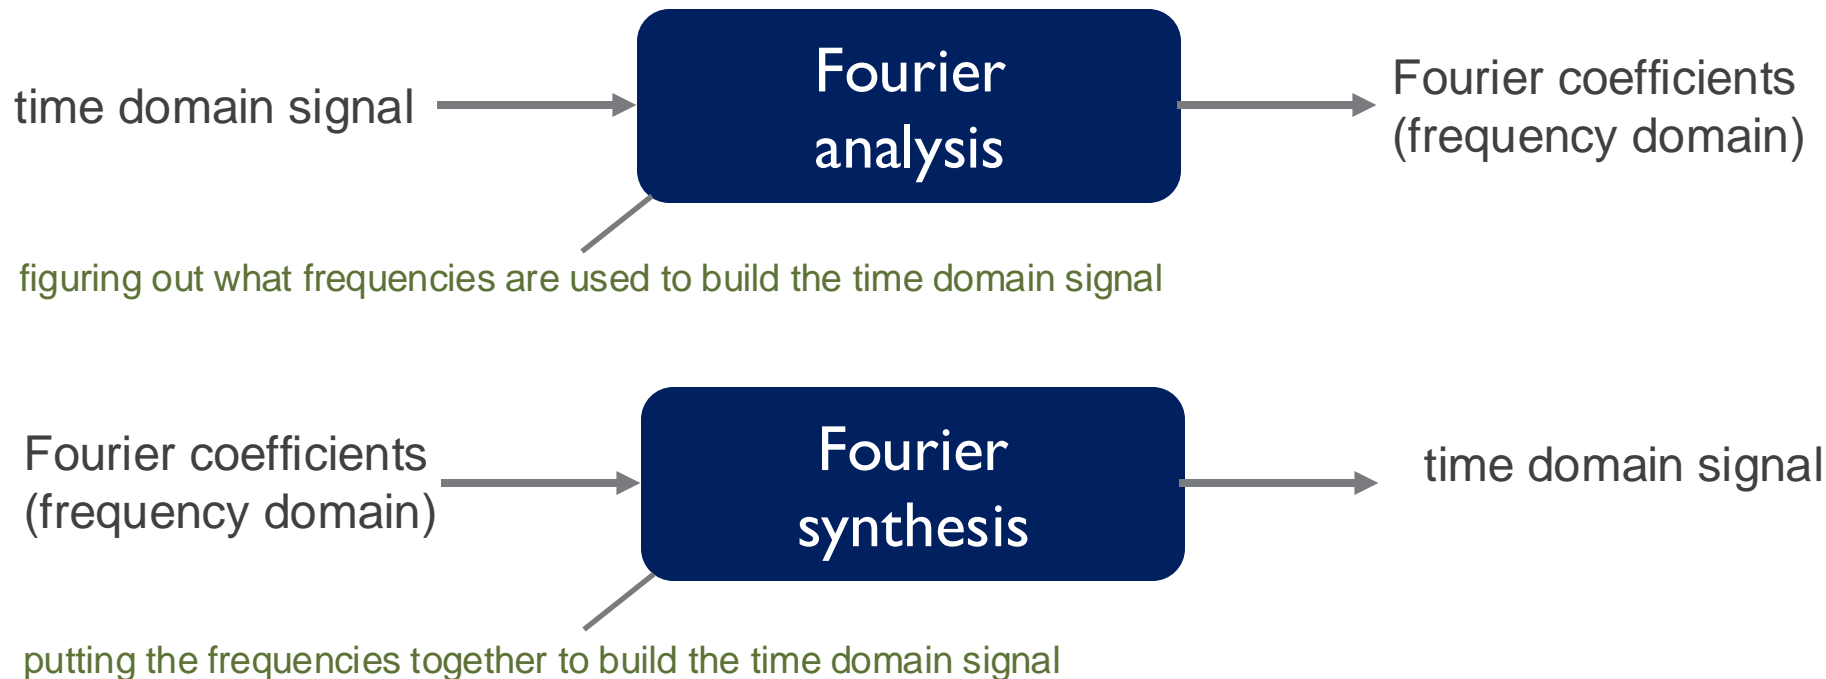 time domain signal
Fourier
analysis
Fourier coefficients
(frequency domain)
figuring out what frequencies are used to build the time domain signal
Fourier coefficients
(frequency domain)
Fourier
synthesis
time domain signal
putting the frequencies together to build the time domain signal